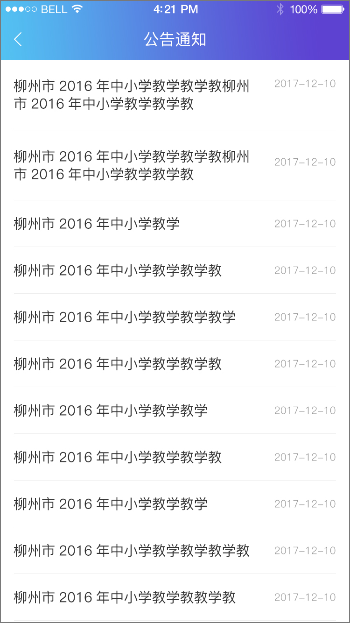 BELL 4:21 PM 100%
公告通知
柳州市 2016 年中小学教学教学教柳州 2017-12-10
市 2016 年中小学教学教学教
柳州市 2016 年中小学教学教学教柳州 2017-12-10
市 2016 年中小学教学教学教
柳州市 2016 年中小学教学 2017-12-10
柳州市 2016 年中小学教学教学教 2017-12-10
柳州市 2016 年中小学教学教学教学 2017-12-10
柳州市 2016 年中小学教学教学教 2017-12-10
柳州市 2016 年中小学教学教学 2017-12-10
柳州市 2016 年中小学教学教学教 2017-12-10
柳州市 2016 年中小学教学教学 2017-12-10
柳州市 2016 年中小学教学教学教学教 2017-12-10
柳州市 2016 年中小学教学教教学教 2017-12-10